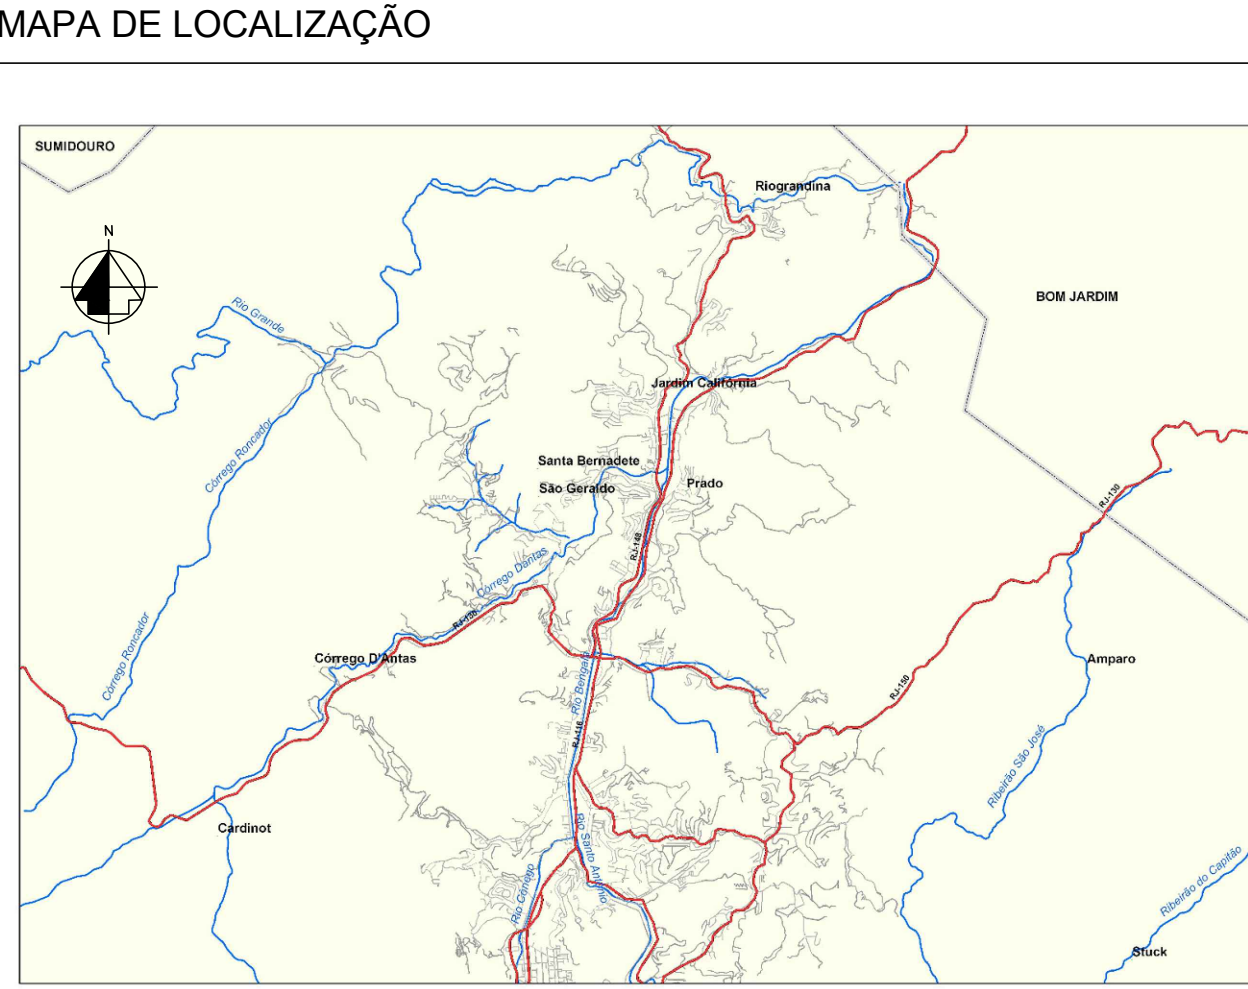 MAPA DE LOCALIZAÇÃO
SUMIDOURO
Riograndina
N
BOM JARDIM
Rio Grande
Jardim Califórnia
Córrego Roncador
Santa Bernadete
São Geraldo
Prado
RJ-130
RJ-148
Córrego Dantas
RJ-130
Córrego Roncador
Córrego D'Antas
Rio Bengala
Amparo
RJ-150
RJ-116
Ribeirão São José
Cardinot
Rio Santo Antônio
Rio Cônego
Ribeirão do Capitão
Stuck